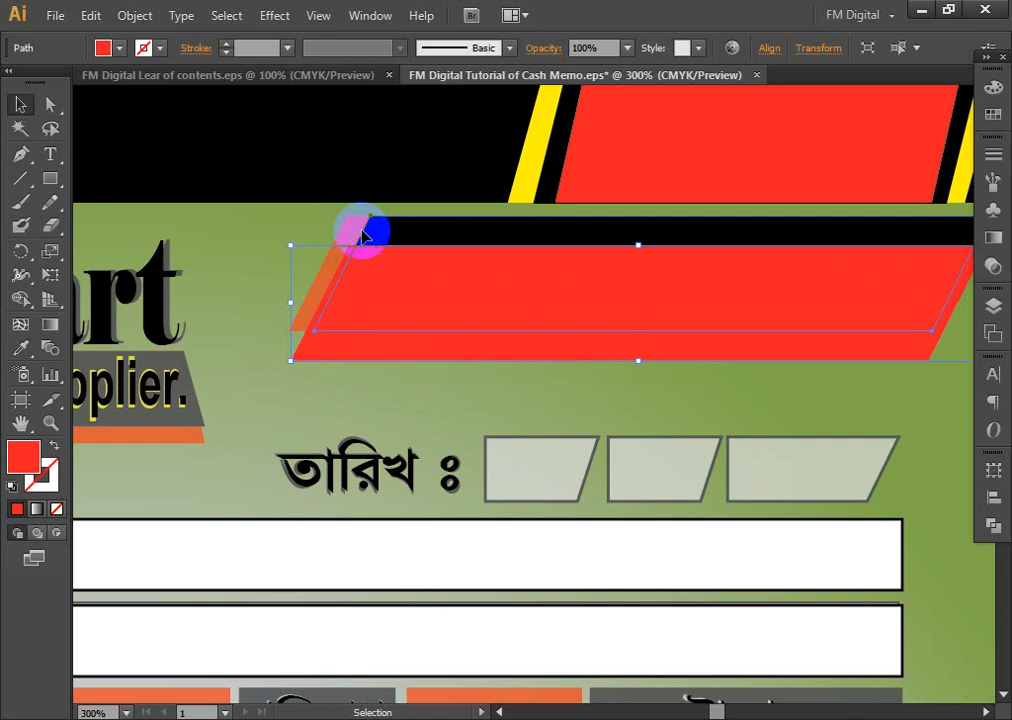 Ai File Edit Object Type Select Effect View Window Help Br FM Digital
Path Stroke: Basic Opacity: 100% Style: Align Transform
FM Digital Lear of contents.eps @ 100% (CMYK/Preview) × FM Digital Tutorial of Cash Memo.eps* @ 300% (CMYK/Preview) ×
art
pplier.
তারিখ ঃ
300% 1 Selection